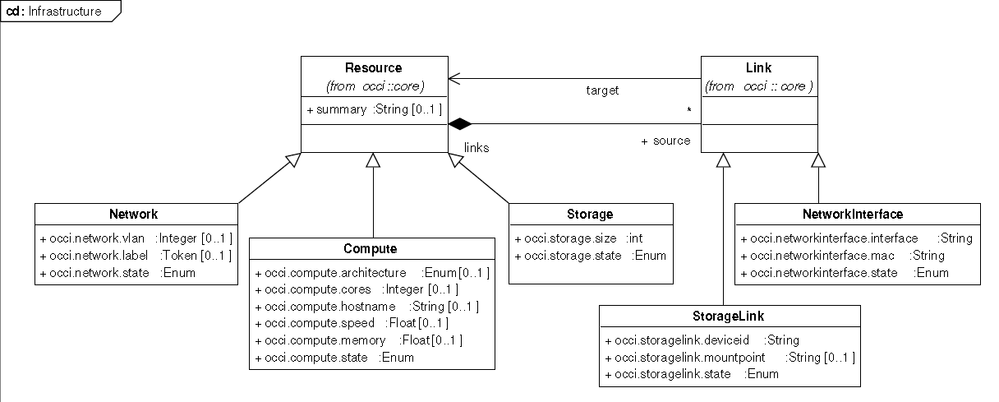 cd: Infrastructure
Resource
(from occi::core)
+ summary :String [0..1]
Link
(from occi :: core)
target
*
+ source
links
Network
+ occi.network.vlan :Integer [0..1]
+ occi.network.label :Token [0..1]
+ occi.network.state :Enum
Compute
+ occi.compute.architecture :Enum[0..1]
+ occi.compute.cores :Integer [0..1]
+ occi.compute.hostname :String [0..1]
+ occi.compute.speed :Float[0..1]
+ occi.compute.memory :Float[0..1]
+ occi.compute.state :Enum
Storage
+ occi.storage.size :int
+ occi.storage.state :Enum
NetworkInterface
+ occi.networkinterface.interface :String
+ occi.networkinterface.mac :String
+ occi.networkinterface.state :Enum
StorageLink
+ occi.storagelink.deviceid :String
+ occi.storagelink.mountpoint :String [0..1]
+ occi.storagelink.state :Enum